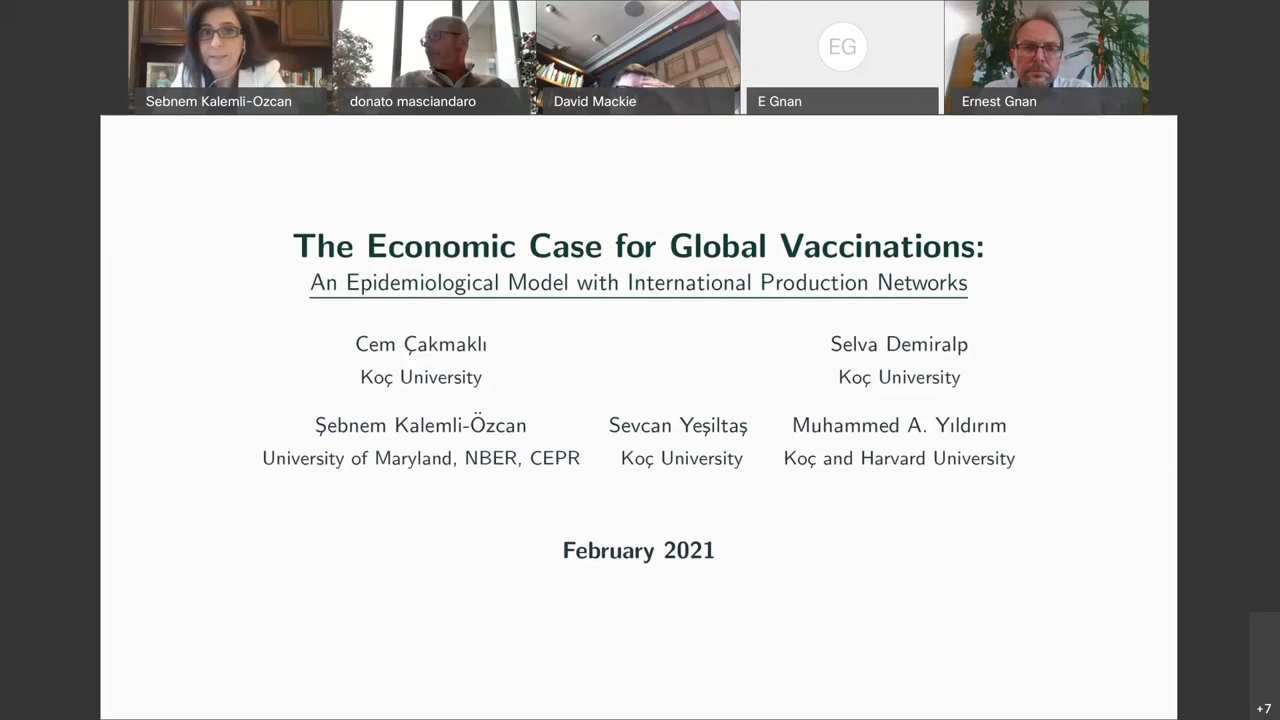 Sebnem Kalemli-Ozcan
donato masciandaro
David Mackie
EG
E Gnan
Ernest Gnan
The Economic Case for Global Vaccinations:
An Epidemiological Model with International Production Networks
Cem Çakmaklı
Selva Demiralp
Koç University
Koç University
Şebnem Kalemli-Özcan
Sevcan Yeşiltaş
Muhammed A. Yıldırım
University of Maryland, NBER, CEPR
Koç University
Koç and Harvard University
February 2021
+7